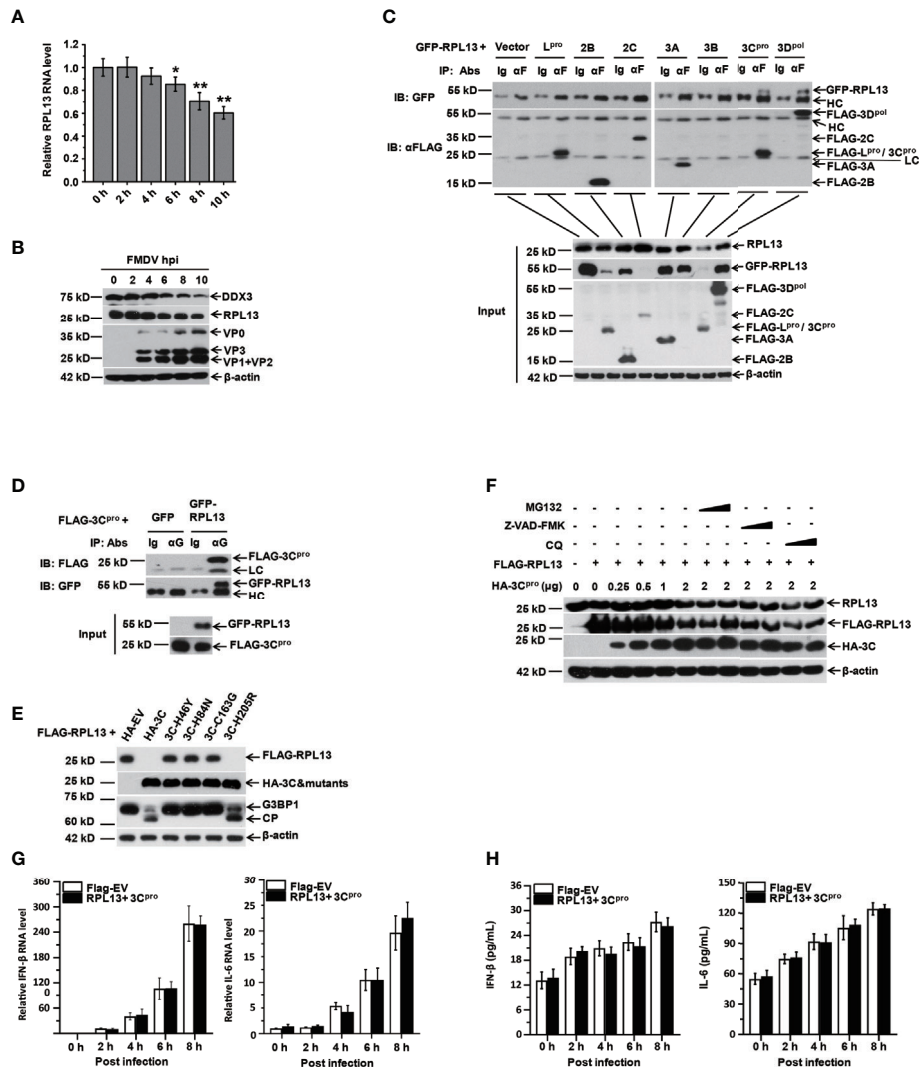 A
Relative RPL13 RNA level
1.2
1.0
0.8
0.6
0.4
0.2
0.0
*
**
**
0 h 2 h 4 h 6 h 8 h 10 h
B
FMDV hpi
0 2 4 6 8 10
75 kD DDX3
25 kD RPL13
35 kD VP0
25 kD VP3
VP1+VP2
42 kD β-actin
C
GFP-RPL13 + Vector Lpro 2B 2C 3A 3B 3Cpro 3Dpol
IP: Abs Ig αF Ig αF Ig αF Ig αF Ig αF Ig αF Ig αF Ig αF
IB: GFP 55 kD GFP-RPL13
HC
55 kD FLAG-3Dpol
HC
IB: αFLAG 35 kD FLAG-2C
25 kD FLAG-Lpro/ 3Cpro
LC
FLAG-3A
15 kD FLAG-2B
Input
25 kD RPL13
55 kD GFP-RPL13
55 kD FLAG-3Dpol
35 kD FLAG-2C
25 kD FLAG-Lpro/ 3Cpro
FLAG-3A
15 kD FLAG-2B
42 kD β-actin
D
FLAG-3Cpro + GFP GFP-RPL13
IP: Abs Ig αG Ig αG
IB: FLAG 25 kD FLAG-3Cpro
LC
IB: GFP 55 kD GFP-RPL13
HC
Input
55 kD GFP-RPL13
25 kD FLAG-3Cpro
E
FLAG-RPL13 + HA-EV HA-3C 3C-H46Y 3C-H84N 3C-C163G 3C-H205R
25 kD FLAG-RPL13
25 kD HA-3C&mutants
75 kD G3BP1
60 kD CP
42 kD β-actin
F
MG132 - - - - - - - - - -
Z-VAD-FMK - - - - - - - - - -
CQ - - - - - - - - - -
FLAG-RPL13 - + + + + + + + + + + +
HA-3Cpro (μg) 0 0 0.25 0.5 1 2 2 2 2 2 2 2
25 kD RPL13
25 kD FLAG-RPL13
25 kD HA-3C
42 kD β-actin
G
Relative IFN-β RNA level
360
300
240
180
120
60
0
Flag-EV
RPL13+ 3Cpro
0 h 2 h 4 h 6 h 8 h
Post infection
Relative IL-6 RNA level
30
25
20
15
10
5
0
Flag-EV
RPL13+ 3Cpro
0 h 2 h 4 h 6 h 8 h
Post infection
H
IFN-β (pg/mL)
36
30
24
18
12
6
0
Flag-EV
RPL13+ 3Cpro
0 h 2 h 4 h 6 h 8 h
Post infection
IL-6 (pg/mL)
150
120
90
60
30
0
Flag-EV
RPL13+ 3Cpro
0 h 2 h 4 h 6 h 8 h
Post infection